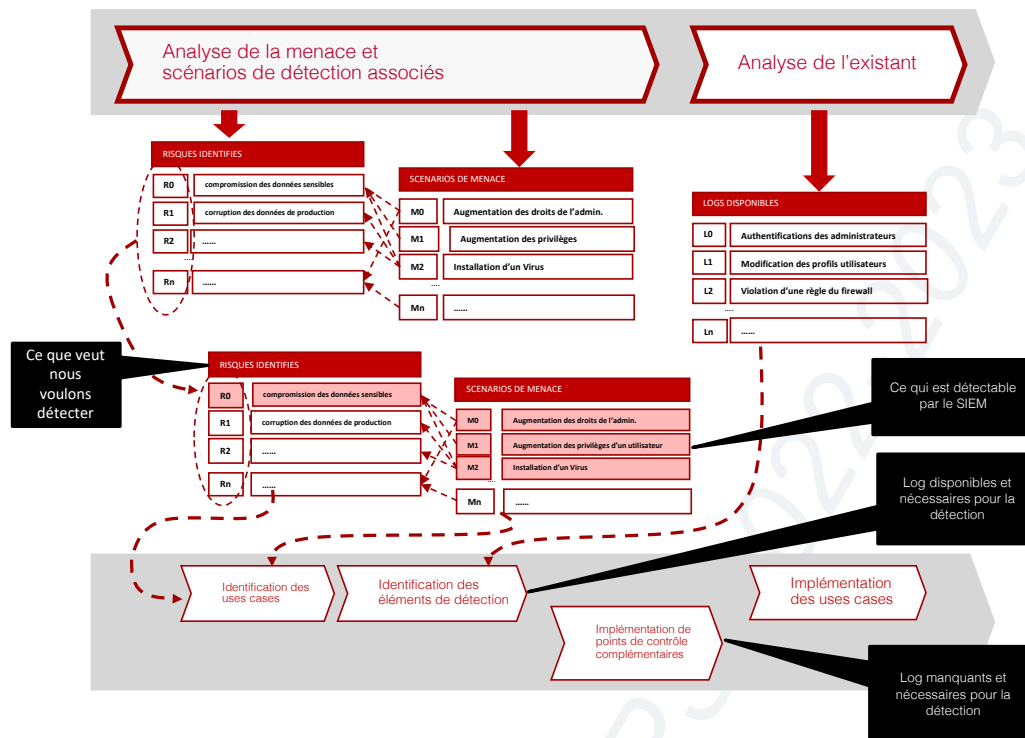 Analyse de la menace et
scénarios de détection associés
Analyse de l'existant
RISQUES IDENTIFIES
R0 compromission des données sensibles
R1 corruption des données de production
R2 ......
....
Rn ......
SCENARIOS DE MENACE
M0 Augmentation des droits de l'admin.
M1 Augmentation des privilèges
M2 Installation d'un Virus
....
Mn ......
LOGS DISPONIBLES
L0 Authentifications des administrateurs
L1 Modification des profils utilisateurs
L2 Violation d'une règle du firewall
....
Ln ......
Ce que veut
nous
voulons
détecter
RISQUES IDENTIFIES
R0 compromission des données sensibles
R1 corruption des données de production
R2 ......
Rn ......
SCENARIOS DE MENACE
M0 Augmentation des droits de l'admin.
M1 Augmentation des privilèges d'un utilisateur
M2 Installation d'un Virus
....
Mn ......
Ce qui est détectable
par le SIEM
Log disponibles et
nécessaires pour la
détection
Identification des
uses cases
Identification des
éléments de détection
Implémentation
des uses cases
Implémentation de
points de contrôle
complémentaires
Log manquants et
nécessaires pour la
détection
2022-2023